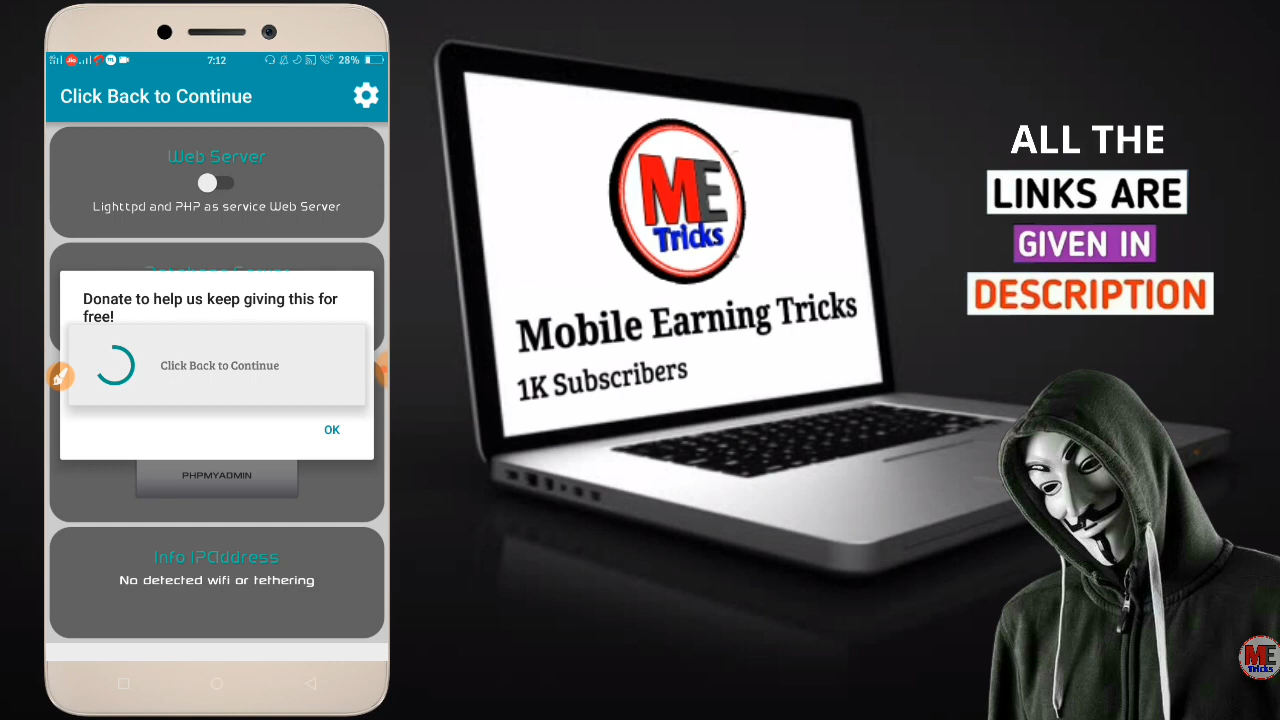 7:12
28%
Click Back to Continue
Web Server
Lighttpd and PHP as service Web Server
Donate to help us keep giving this for
free!
Click Back to Continue
OK
PHPMYADMIN
Info IPAddress
No detected wifi or tethering
ME
Tricks
Mobile Earning Tricks
1K Subscribers
ALL THE
LINKS ARE
GIVEN IN
DESCRIPTION
ME